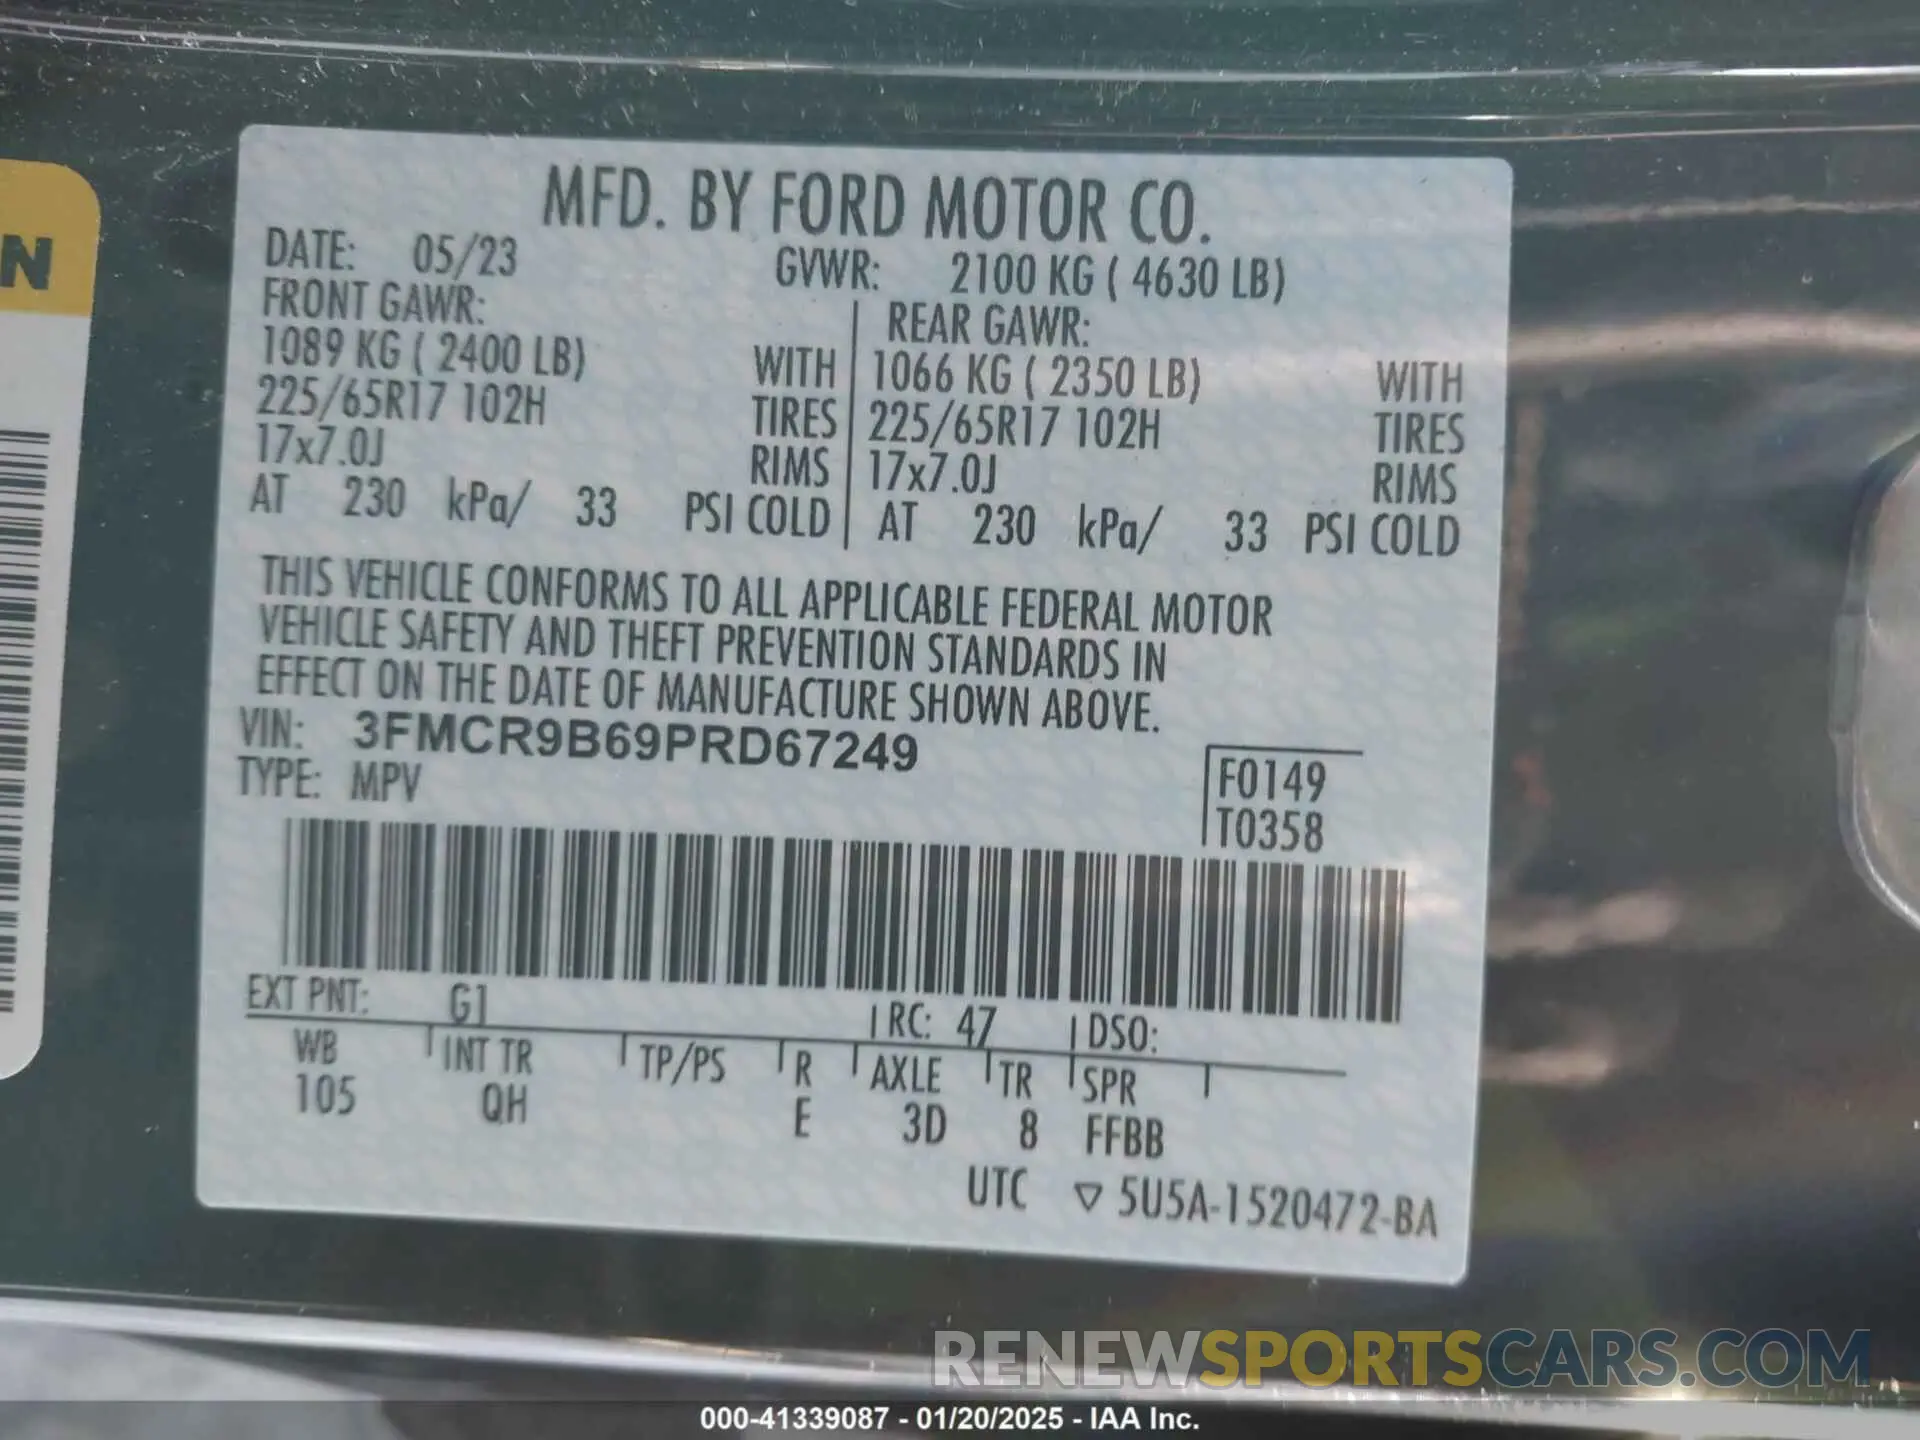 N
MFD. BY FORD MOTOR CO.
DATE: 05/23 GVWR: 2100 KG ( 4630 LB)
FRONT GAWR: REAR GAWR:
1089 KG ( 2400 LB) WITH 1066 KG ( 2350 LB) WITH
225/65R17 102H TIRES 225/65R17 102H TIRES
17x7.0J RIMS 17x7.0J RIMS
AT 230 kPa/ 33 PSI COLD AT 230 kPa/ 33 PSI COLD
THIS VEHICLE CONFORMS TO ALL APPLICABLE FEDERAL MOTOR
VEHICLE SAFETY AND THEFT PREVENTION STANDARDS IN
EFFECT ON THE DATE OF MANUFACTURE SHOWN ABOVE.
VIN: 3FMCR9B69PRD67249
TYPE: MPV
F0149
T0358
EXT PNT: G1 RC: 47 DSO:
WB INT TR TP/PS R AXLE TR SPR
105 QH E 3D 8 FFBB
UTC ▽ 5U5A-1520472-BA
RENEWSPORTSCARS.COM
000-41339087 - 01/20/2025 - IAA Inc.